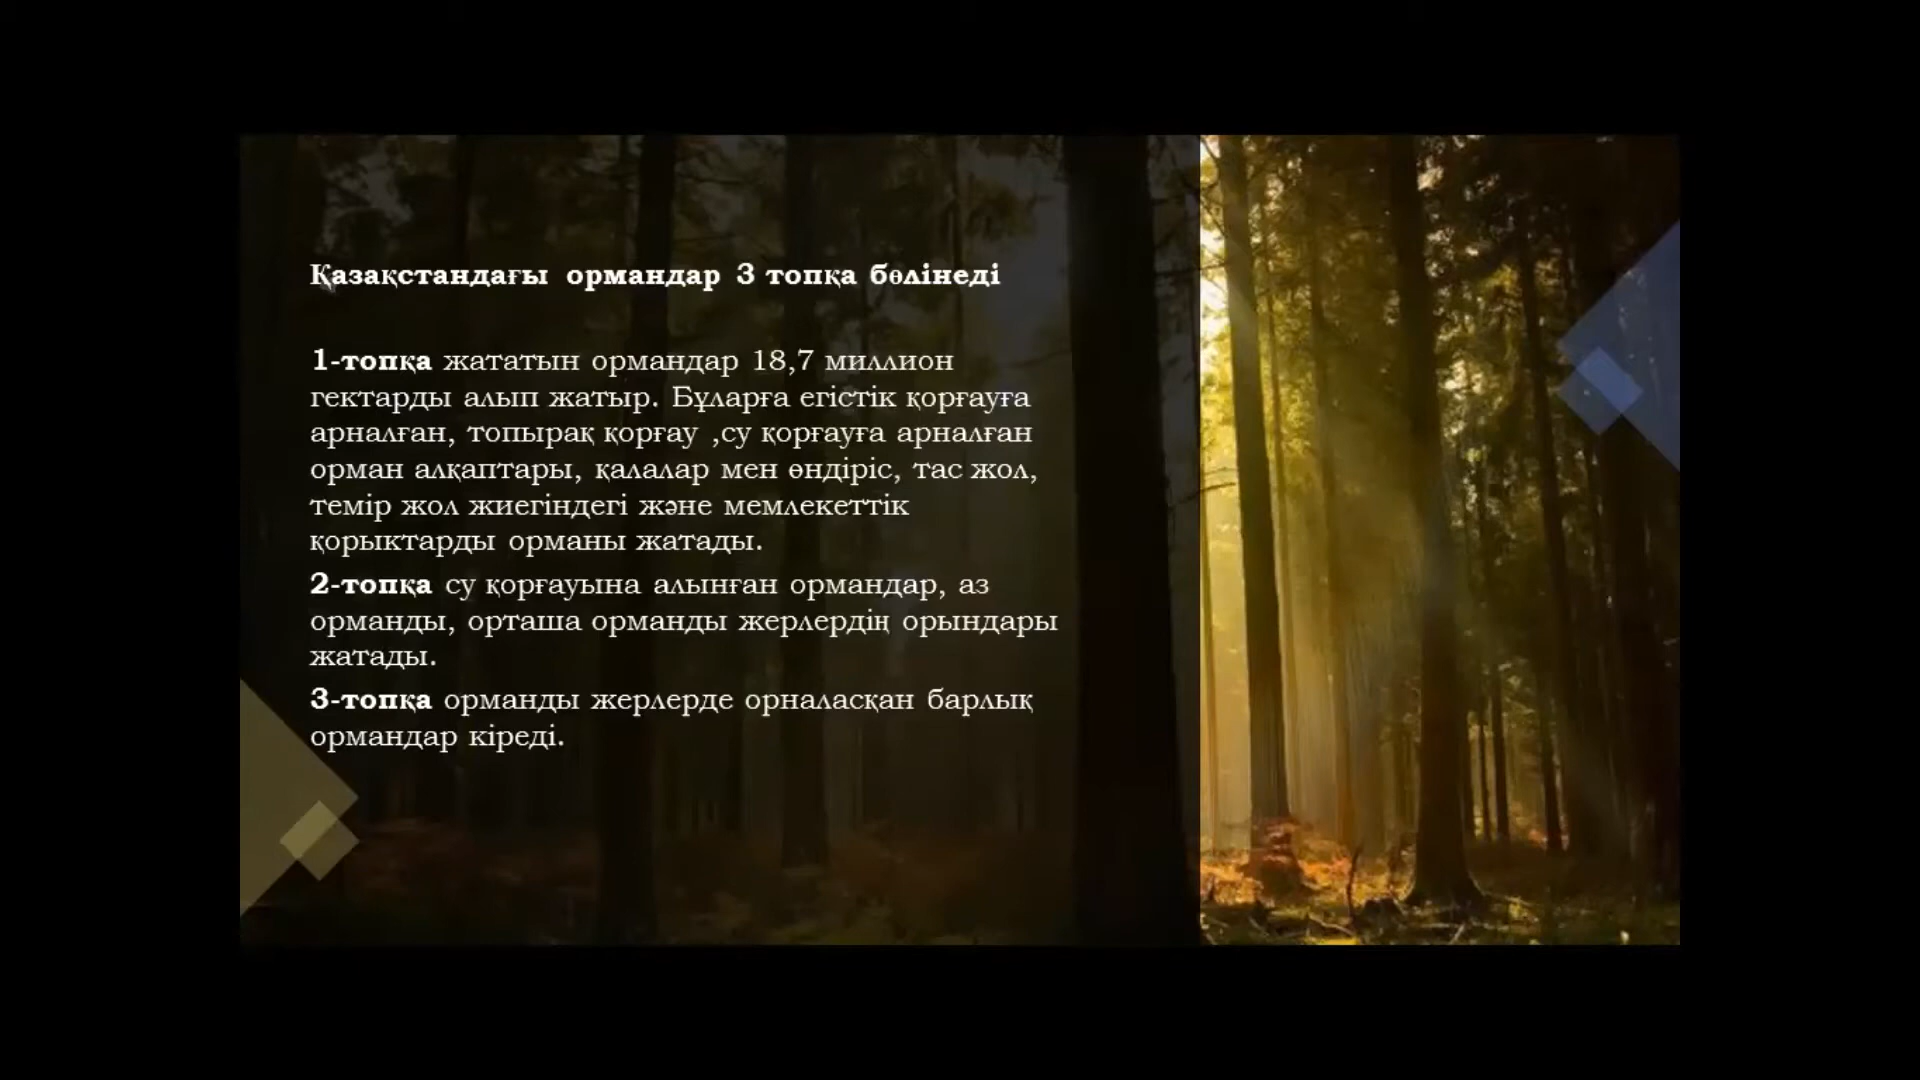 Қазақстандағы ормандар 3 топқа бөлінеді
1-топқа жататын ормандар 18,7 миллион
гектарды алып жатыр. Бұларға егістік қорғауға
арналған, топырақ қорғау ,су қорғауға арналған
орман алқаптары, қалалар мен өндіріс, тас жол,
темір жол жиегіндегі және мемлекеттік
қорыктарды орманы жатады.
2-топқа су қорғауына алынған ормандар, аз
орманды, орташа орманды жерлердің орындары
жатады.
3-топқа орманды жерлерде орналасқан барлық
ормандар кіреді.